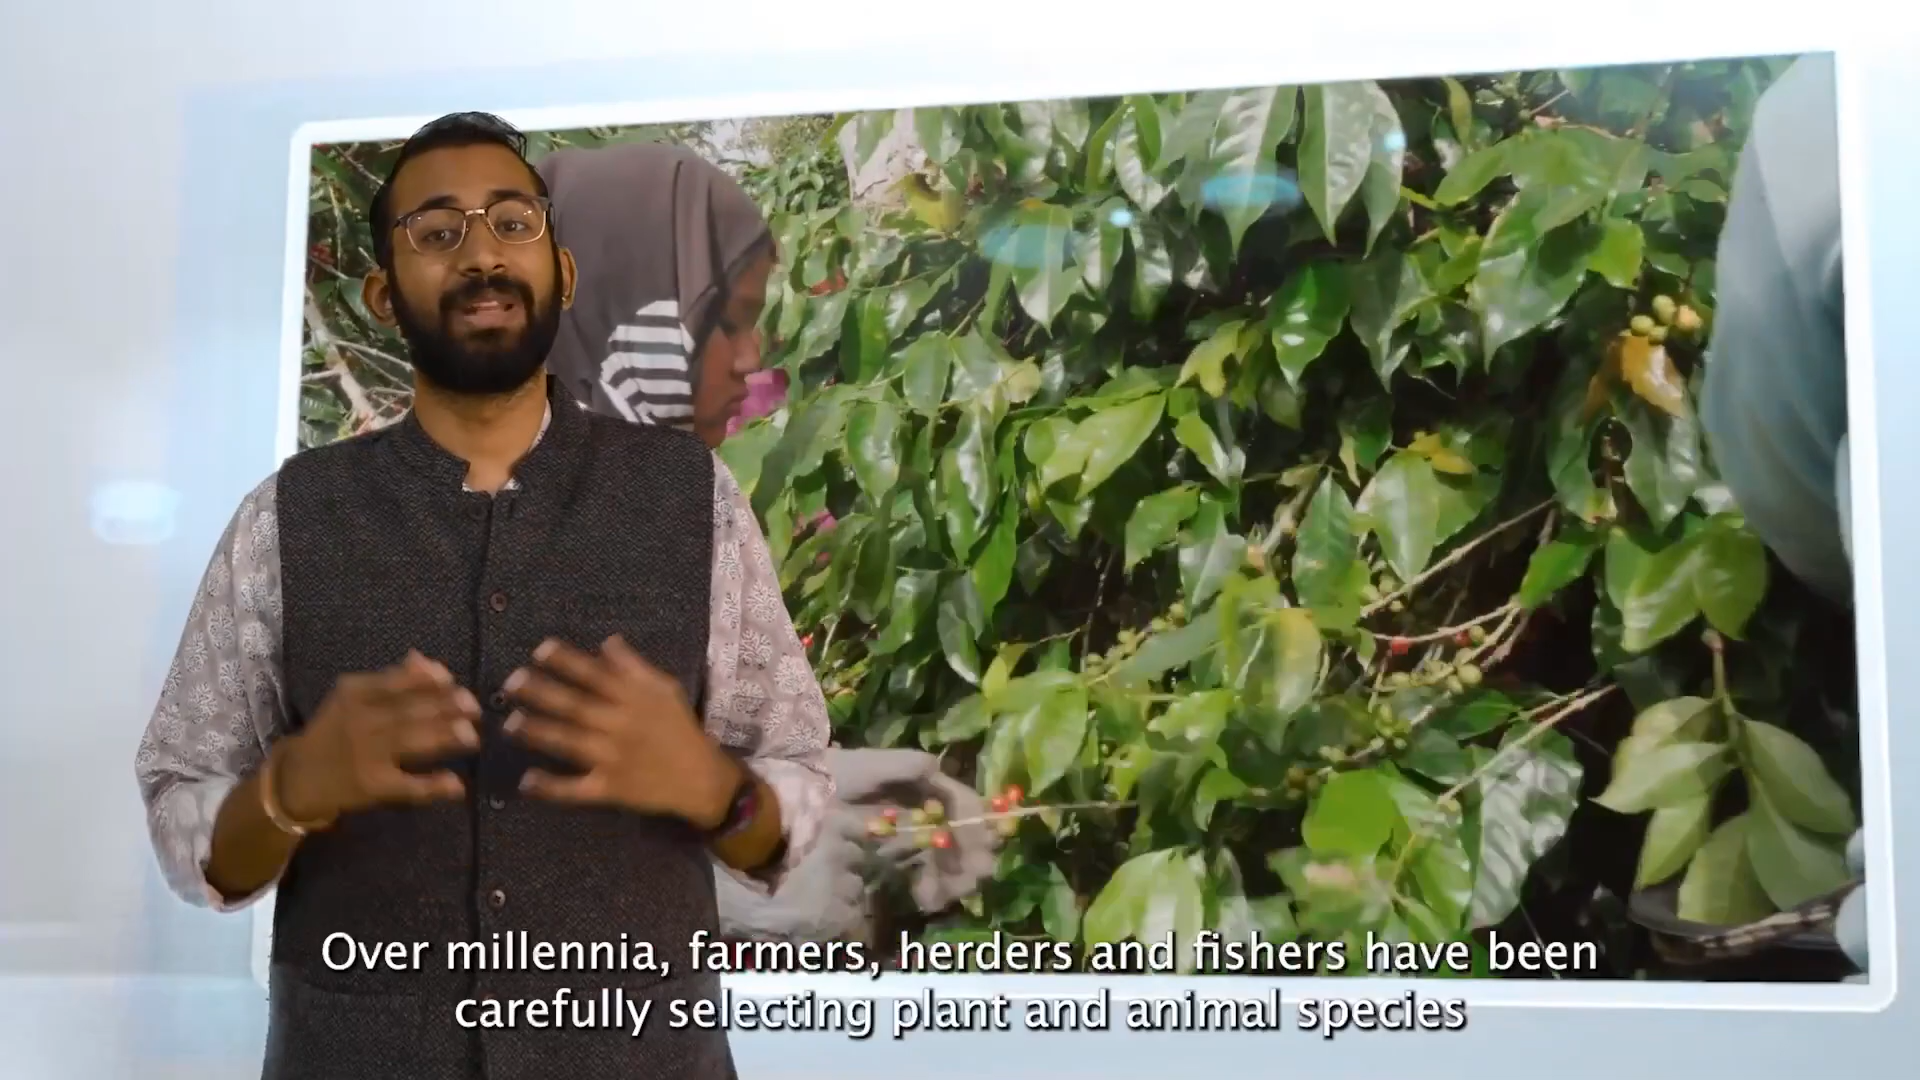 Over millennia, farmers, herders and fishers have been
carefully selecting plant and animal species